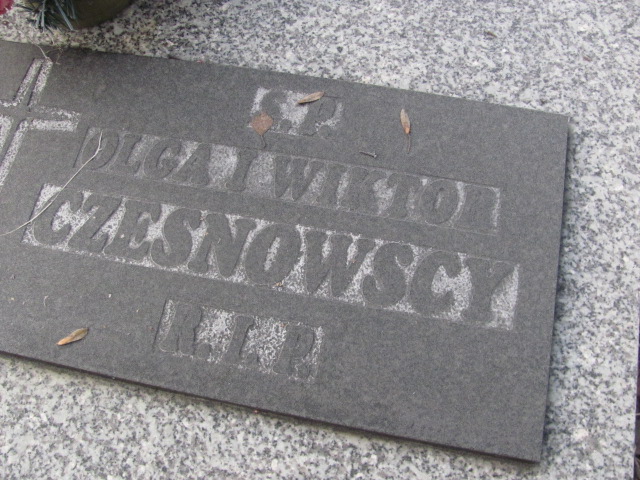 Ś.P.
OLGA I WIKTOR
CZESNOWSCY
R.I.P.